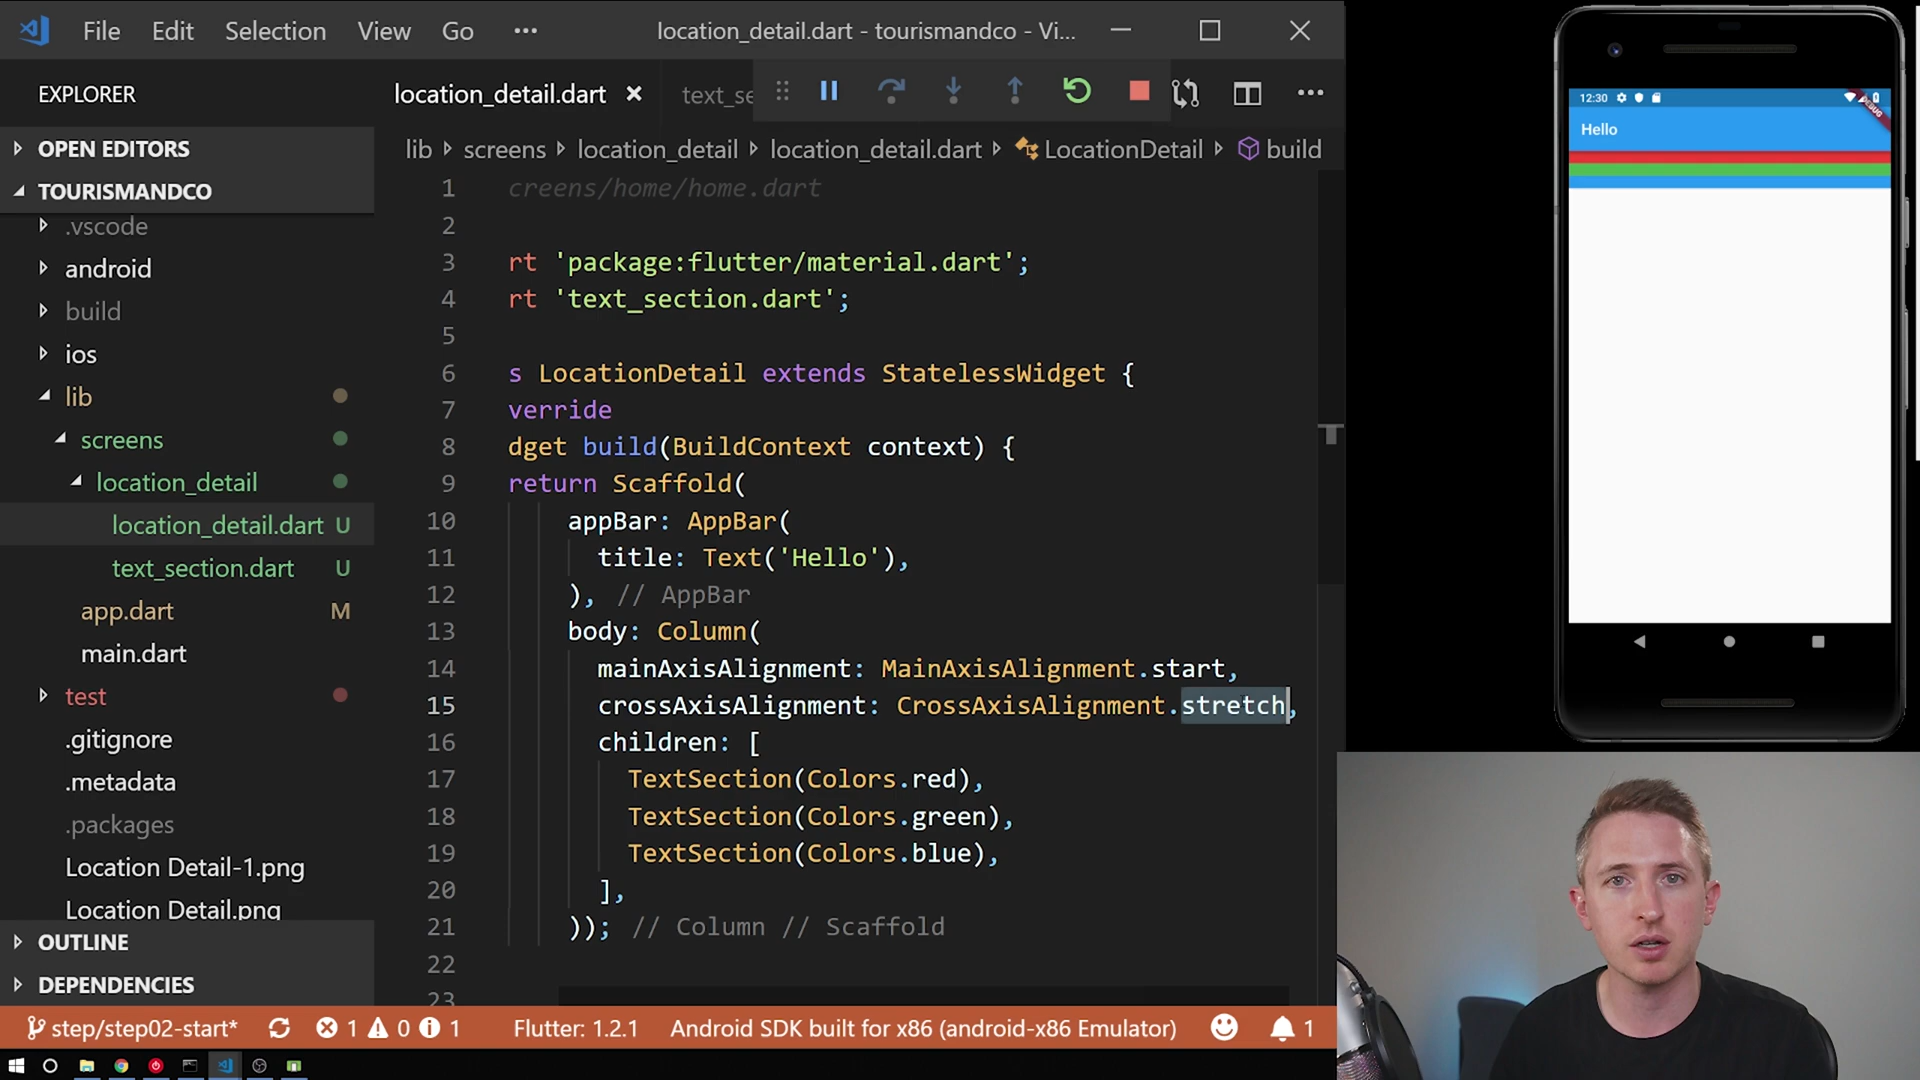 File Edit Selection View Go ··· location_detail.dart - tourismandco - Vi...
EXPLORER
location_detail.dart
text_se
OPEN EDITORS
TOURISMANDCO
.vscode
android
build
ios
lib
screens
location_detail
location_detail.dart U
text_section.dart U
app.dart M
main.dart
test
.gitignore
.metadata
.packages
Location Detail-1.png
Location Detail.png
OUTLINE
DEPENDENCIES
lib screens location_detail location_detail.dart LocationDetail build
1 creens/home/home.dart
2
3 rt 'package:flutter/material.dart';
4 rt 'text_section.dart';
5
6 s LocationDetail extends StatelessWidget {
7 verride
8 dget build(BuildContext context) {
9 return Scaffold(
10 appBar: AppBar(
11 title: Text('Hello'),
12 ), // AppBar
13 body: Column(
14 mainAxisAlignment: MainAxisAlignment.start,
15 crossAxisAlignment: CrossAxisAlignment.stretch,
16 children: [
17 TextSection(Colors.red),
18 TextSection(Colors.green),
19 TextSection(Colors.blue),
20 ],
21 )); // Column // Scaffold
22
23
step/step02-start* 1 0 1 Flutter: 1.2.1 Android SDK built for x86 (android-x86 Emulator) 1
12:30
DEBUG
Hello